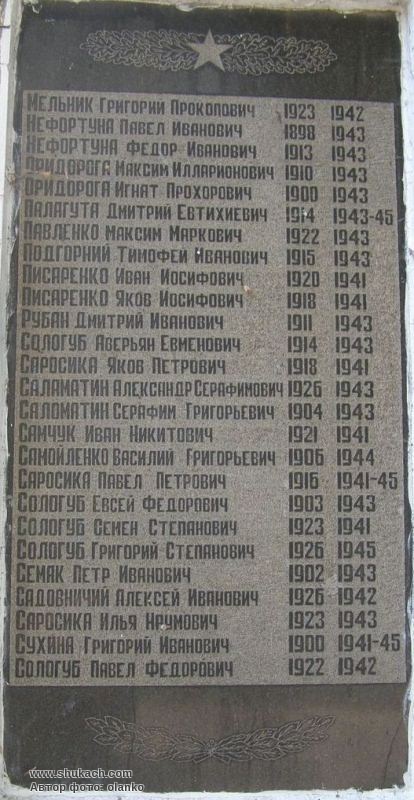 Мельник Григорий Прокопович 1923 1942
Нефортуна Павел Иванович 1898 1943
Нефортуна Федор Иванович 1913 1943
Придорога Максим Илларионович 1910 1943
Придорога Игнат Прохорович 1900 1943
Палагута Дмитрий Евтихиевич 1914 1943-45
Павленко Максим Маркович 1922 1943
Подгорний Тимофей Иванович 1915 1943
Писаренко Иван Иосифович 1920 1941
Писаренко Яков Иосифович 1918 1941
Рубан Дмитрий Иванович 1911 1943
Сологуб Аверьян Евменович 1914 1943
Саросика Яков Петрович 1918 1941
Саламатин Александр Серафимович 1926 1943
Саломатин Серафим Григорьевич 1904 1943
Самчук Иван Никитович 1921 1941
Самойленко Василий Григорьевич 1906 1944
Саросика Павел Петрович 1916 1941-45
Сологуб Евсей Федорович 1903 1943
Сологуб Семен Степанович 1923 1941
Сологуб Григорий Степанович 1926 1945
Семяк Петр Иванович 1902 1943
Садовничий Алексей Иванович 1926 1942
Саросика Илья Наумович 1923 1943
Сухина Григорий Иванович 1900 1941-45
Сологуб Павел Федорович 1922 1942
www.shukach.com
Автор фото: olanko